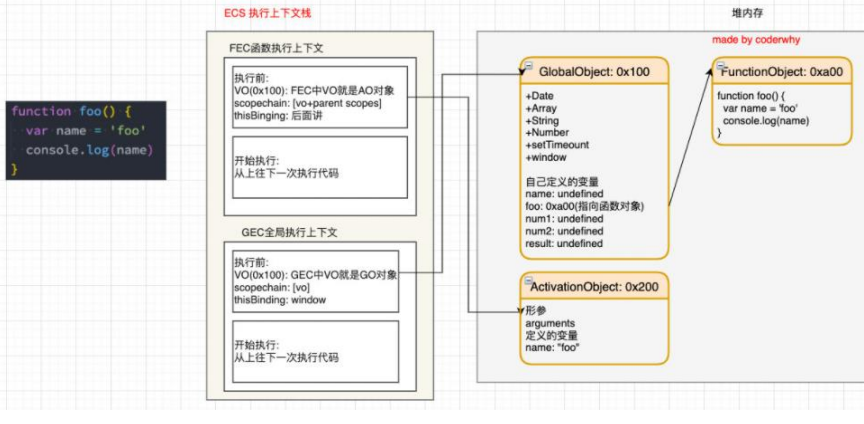 ECS 执行上下文栈
堆内存
made by coderwhy
function foo() {
var name = 'foo'
console.log(name)
}
FEC函数执行上下文
执行前:
VO(0x100): FEC中VO就是AO对象
scopechain: [vo+parent scopes]
thisBinging: 后面讲
开始执行:
从上往下一次执行代码
GEC全局执行上下文
执行前:
VO(0x100): GEC中VO就是GO对象
scopechain: [vo]
thisBinding: window
开始执行:
从上往下一次执行代码
GlobalObject: 0x100
+Date
+Array
+String
+Number
+setTimeount
+window
自己定义的变量
name: undefined
foo: 0xa00(指向函数对象)
num1: undefined
num2: undefined
result: undefined
FunctionObject: 0xa00
function foo() {
var name = 'foo'
console.log(name)
}
ActivationObject: 0x200
形参
arguments
定义的变量
name: "foo"